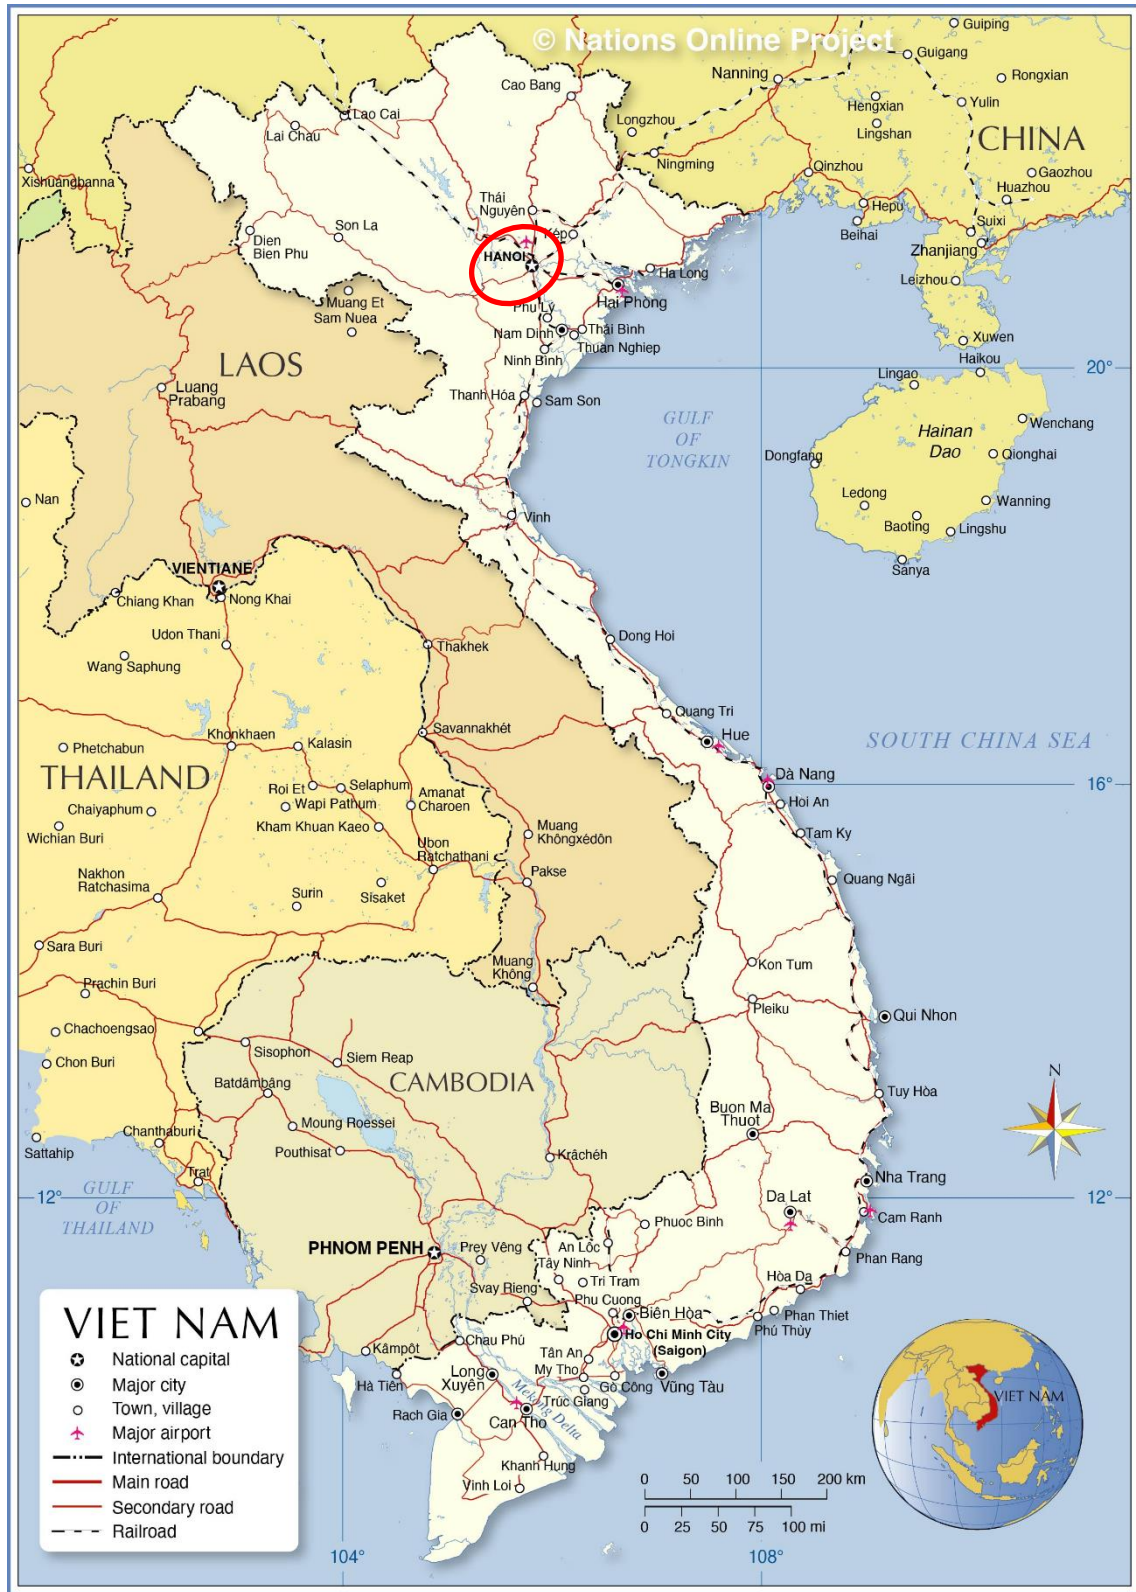 © Nations Online Project
Guiping
Guigang
Nanning
Rongxian
Cao Bang
Hengxian
Yulin
Lao Cai
Longzhou
Lingshan
Lai Chau
CHINA
Ningming
Qinzhou
Gaozhou
Xishuangbanna
Huazhou
Thái
Nguyên
Hepu
Son La
Kép
Beihai
Suixi
Dien
Bien Phu
Zhanjiang
HANOI
Ha Long
Leizhou
Muang Et
Hai Phòng
Sam Nuea
Phu Ly
Nam Dinh
Thái Bình
Thuan Nghiep
Xuwen
Ninh Bình
Haikou
LAOS
20°
Lingao
Luang
Prabang
Thanh Hóa
Sam Son
GULF
OF
TONGKIN
Wenchang
Hainan
Dao
Dongfang
Qionghai
Nan
Ledong
Wanning
Vinh
Baoting
Lingshu
VIENTIANE
Sanya
Chiang Khan
Nong Khai
Udon Thani
Dong Hoi
Thakhek
Wang Saphung
Quang Tri
Savannakhét
Khonkhaen
Kalasin
Hue
Phetchabun
SOUTH CHINA SEA
THAILAND
Dà Nang
16°
Roi Et
Selaphum
Amanat
Charoen
Wapi Pathum
Hoi An
Chaiyaphum
Kham Khuan Kaeo
Wichian Buri
Muang
Khôngxédôn
Tam Ky
Ubon
Ratchathani
Nakhon
Ratchasima
Pakse
Quang Ngãi
Surin
Sísaket
Sara Buri
Muang
Không
Kon Tum
Prachin Buri
Pleiku
Qui Nhon
Chachoengsao
Sisophon
Siem Reap
Chon Buri
Batdâmbâng
CAMBODIA
N
Tuy Hòa
Buon Ma
Thuot
Moung Roessei
Chanthaburi
Sattahip
Pouthisat
Krâchéh
Trat
Nha Trang
GULF
OF
THAILAND
12°
12°
Da Lat
Cam Ranh
Phuoc Binh
PHNOM PENH
Prey Vêng
An Lôc
Phan Rang
Tây Ninh
Tri Tram
Hòa Da
Svay Rieng
Phu Cuong
Biên Hòa
Phan Thiet
Phú Thùy
Ho Chi Minh City
(Saigon)
Chau Phú
Kâmpôt
Tân An
Long
Xuyên
My Tho
Gò Công
Vũng Tàu
Hà Tiên
Trúc Giang
Mekong Delta
Rach Gia
Can Tho
Khanh Hung
Vinh Loi
VIET NAM
National capital
Major city
Town, village
Major airport
International boundary
Main road
Secondary road
Railroad
0 50 100 150 200 km
0 25 50 75 100 mi
VIET NAM
104°
108°